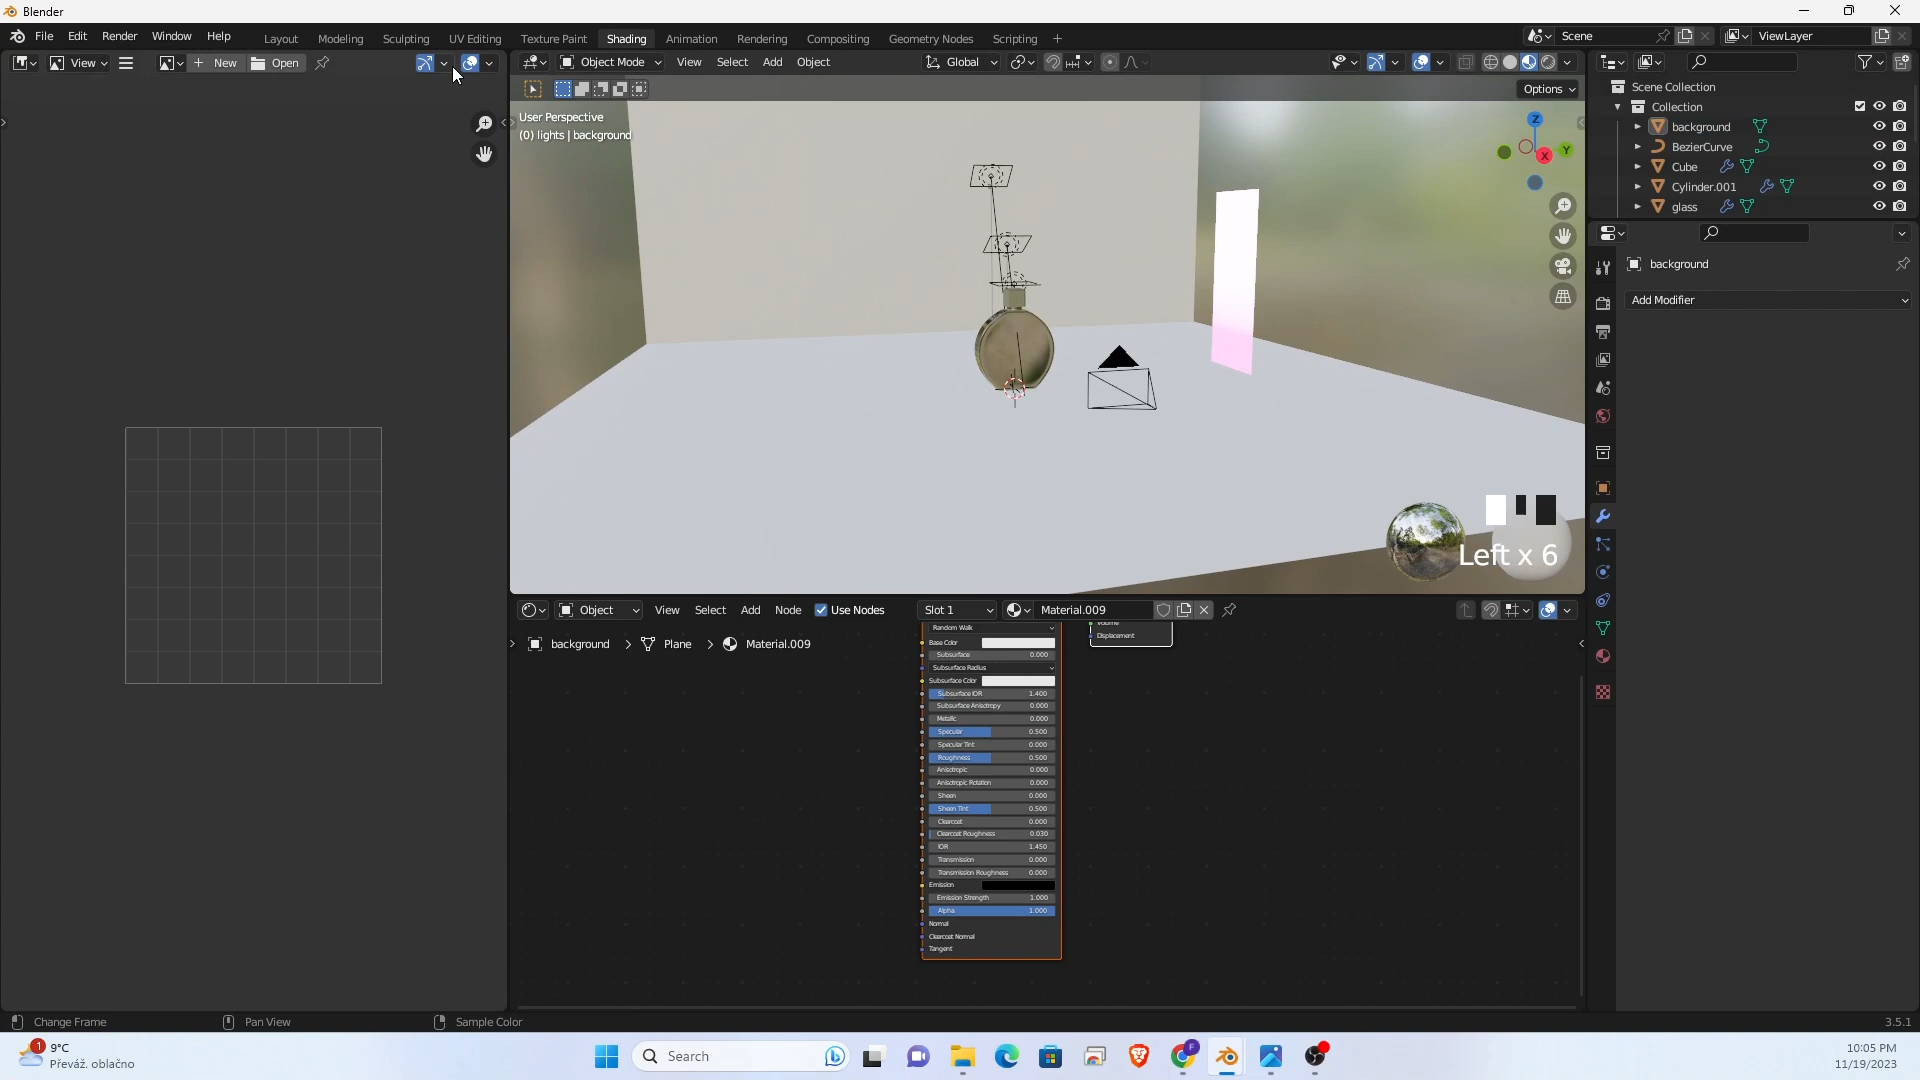 Blender
File Edit Render Window Help
Layout Modeling Sculpting UV Editing Texture Paint Shading Animation Rendering Compositing Geometry Nodes Scripting +
Scene
ViewLayer
View
New
Open
Object Mode View Select Add Object
Global
Options
User Perspective
(0) lights | background
Z
Y
X
Scene Collection
Collection
background
BezierCurve
Cube
Cylinder.001
glass
background
Add Modifier
Left x 6
Object View Select Add Node Use Nodes
Slot 1
Material.009
background > Plane > Material.009
Random Walk
Base Color
Subsurface 0.000
Subsurface Radius
Subsurface Color
Subsurface IOR 1.400
Subsurface Anisotropy 0.000
Metallic 0.000
Specular 0.500
Specular Tint 0.000
Roughness 0.500
Anisotropic 0.000
Anisotropic Rotation 0.000
Sheen 0.000
Sheen Tint 0.500
Clearcoat 0.000
Clearcoat Roughness 0.030
IOR 1.450
Transmission 0.000
Transmission Roughness 0.000
Emission
Emission Strength 1.000
Alpha 1.000
Normal
Clearcoat Normal
Tangent
Volume
Displacement
Change Frame
Pan View
Sample Color
3.5.1
1
9°C
Převáž. oblačno
Search
F
10:05 PM
11/19/2023